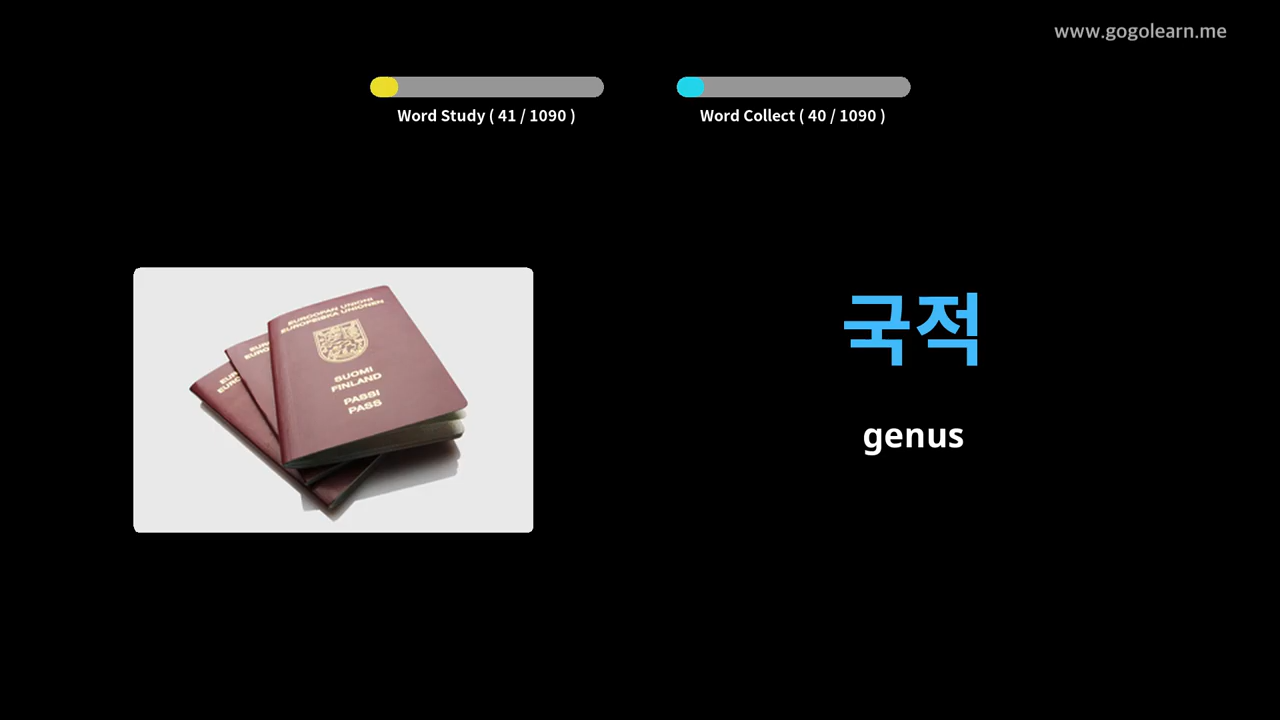 www.gogolearn.me
Word Study ( 41 / 1090 )
Word Collect ( 40 / 1090 )
국적
genus
EUROOPAN UNIONI
EUROPEISKA UNIONEN
SUOMI
FINLAND
PASSI
PASS